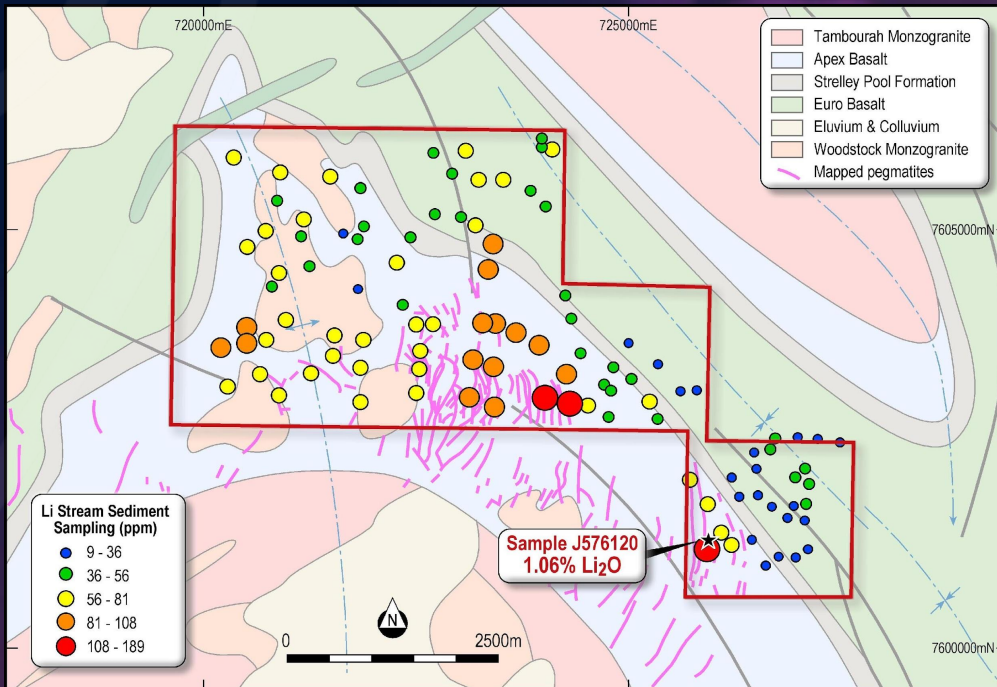 720000mE
725000mE
Tambourah Monzogranite
Apex Basalt
Strelley Pool Formation
Euro Basalt
Eluvium & Colluvium
Woodstock Monzogranite
Mapped pegmatites
7605000mN
Li Stream Sediment
Sampling (ppm)
9 - 36
36 - 56
56 - 81
81 - 108
108 - 189
Sample J576120
1.06% Li₂O
N
0
2500m
7600000mN